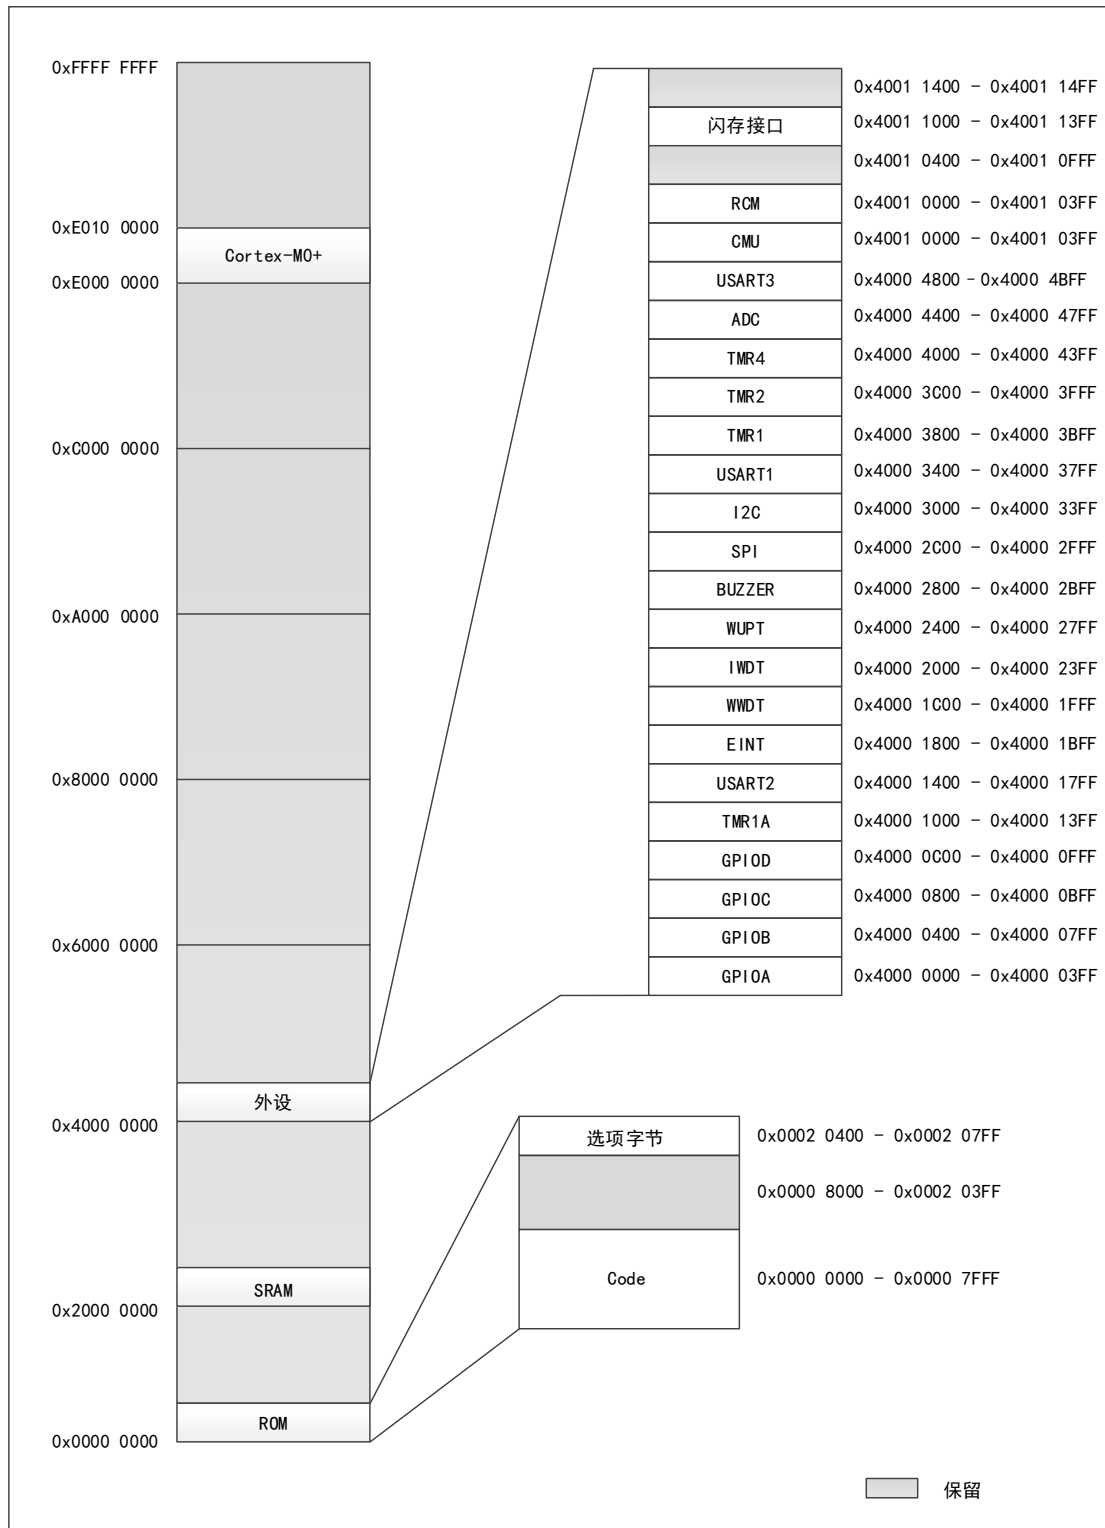 0xFFFF FFFF
0xE010 0000
Cortex-M0+
0xE000 0000
0xC000 0000
0xA000 0000
0x8000 0000
0x6000 0000
外设
0x4000 0000
SRAM
0x2000 0000
ROM
0x0000 0000
0x4001 1400 - 0x4001 14FF
闪存接口 0x4001 1000 - 0x4001 13FF
0x4001 0400 - 0x4001 0FFF
RCM 0x4001 0000 - 0x4001 03FF
CMU 0x4001 0000 - 0x4001 03FF
USART3 0x4000 4800 - 0x4000 4BFF
ADC 0x4000 4400 - 0x4000 47FF
TMR4 0x4000 4000 - 0x4000 43FF
TMR2 0x4000 3C00 - 0x4000 3FFF
TMR1 0x4000 3800 - 0x4000 3BFF
USART1 0x4000 3400 - 0x4000 37FF
I2C 0x4000 3000 - 0x4000 33FF
SPI 0x4000 2C00 - 0x4000 2FFF
BUZZER 0x4000 2800 - 0x4000 2BFF
WUPT 0x4000 2400 - 0x4000 27FF
IWDT 0x4000 2000 - 0x4000 23FF
WWDT 0x4000 1C00 - 0x4000 1FFF
EINT 0x4000 1800 - 0x4000 1BFF
USART2 0x4000 1400 - 0x4000 17FF
TMR1A 0x4000 1000 - 0x4000 13FF
GPIOD 0x4000 0C00 - 0x4000 0FFF
GPIOC 0x4000 0800 - 0x4000 0BFF
GPIOB 0x4000 0400 - 0x4000 07FF
GPIOA 0x4000 0000 - 0x4000 03FF
选项字节 0x0002 0400 - 0x0002 07FF
0x0000 8000 - 0x0002 03FF
Code 0x0000 0000 - 0x0000 7FFF
保留